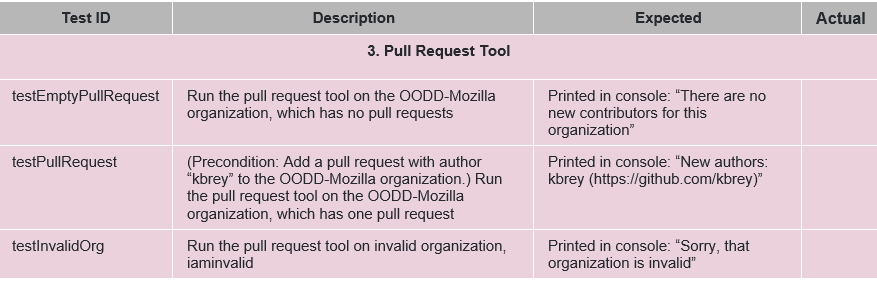 Test ID Description Expected Actual
3. Pull Request Tool
testEmptyPullRequest
Run the pull request tool on the OODD-Mozilla
organization, which has no pull requests
Printed in console: “There are no
new contributors for this
organization”
testPullRequest
(Precondition: Add a pull request with author
“kbrey” to the OODD-Mozilla organization.) Run
the pull request tool on the OODD-Mozilla
organization, which has one pull request
Printed in console: “New authors:
kbrey (https://github.com/kbrey)”
testInvalidOrg
Run the pull request tool on invalid organization,
iaminvalid
Printed in console: “Sorry, that
organization is invalid”